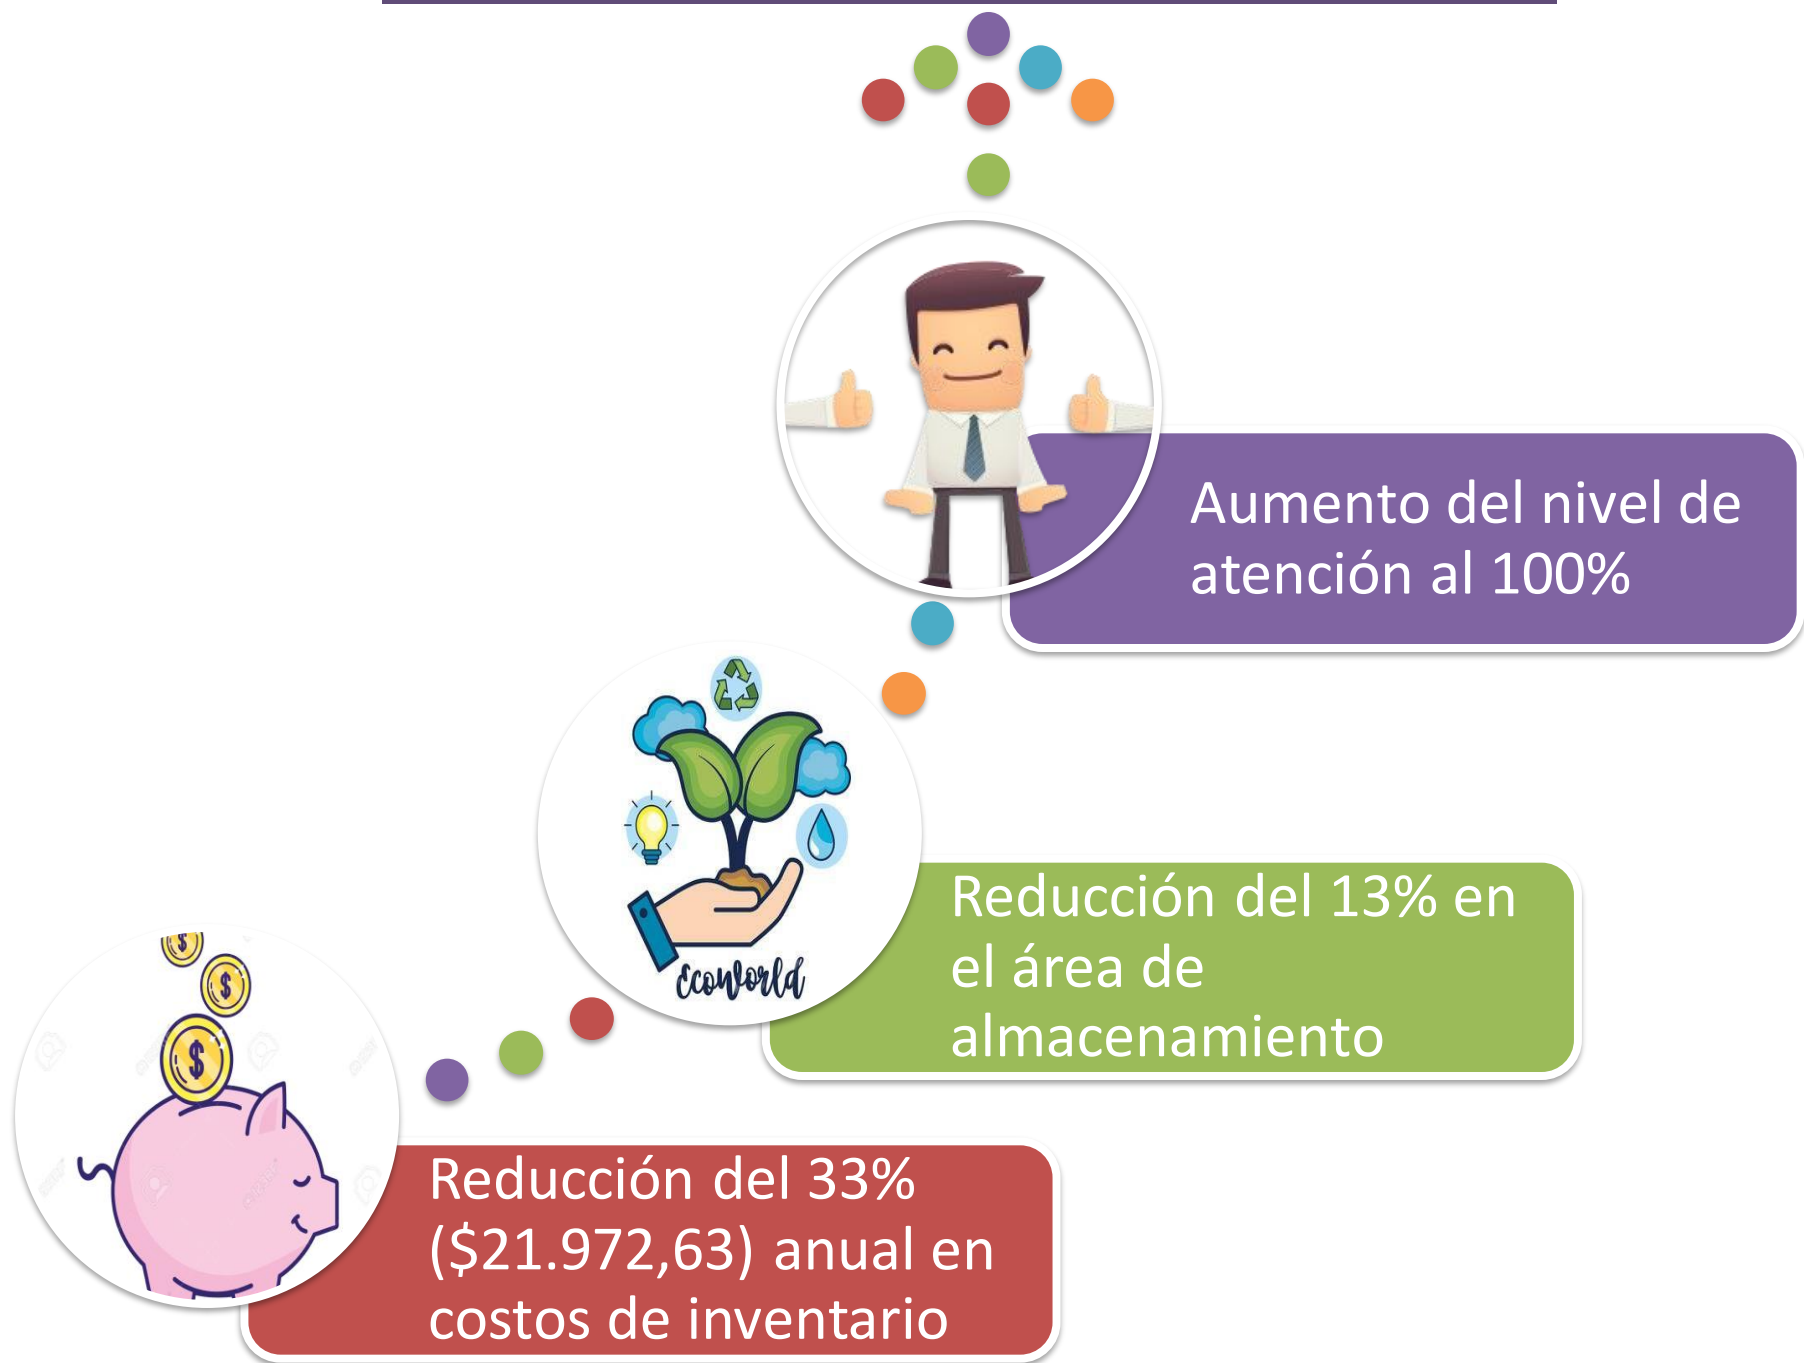 Aumento del nivel de
atención al 100%
Ecoworld
Reducción del 13% en
el área de
almacenamiento
$
$
$
Reducción del 33%
($21.972,63) anual en
costos de inventario